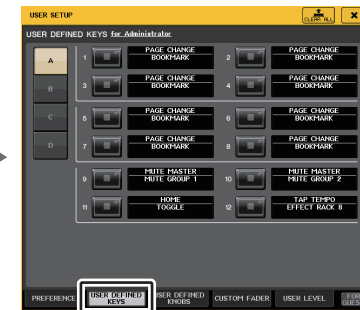 USER SETUP
CLEAR ALL
USER DEFINED KEYS for Administrator
A
B
C
D
1 PAGE CHANGE
BOOKMARK
2 PAGE CHANGE
BOOKMARK
3 PAGE CHANGE
BOOKMARK
4 PAGE CHANGE
BOOKMARK
5 PAGE CHANGE
BOOKMARK
6 PAGE CHANGE
BOOKMARK
7 PAGE CHANGE
BOOKMARK
8 PAGE CHANGE
BOOKMARK
9 MUTE MASTER
MUTE GROUP 1
10 MUTE MASTER
MUTE GROUP 2
11 HOME
TOGGLE
12 TAP TEMPO
EFFECT RACK 8
PREFERENCE
USER DEFINED
KEYS
USER DEFINED
KNOBS
CUSTOM FADER
USER LEVEL
FOR
GUES